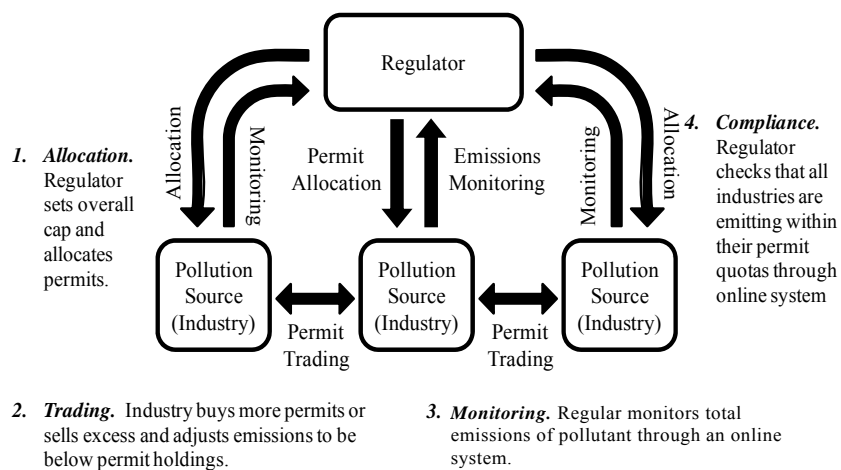 Regulator
Allocation
Monitoring
Permit
Allocation
Emissions
Monitoring
Monitoring
Allocation
1. Allocation.
Regulator
sets overall
cap and
allocates
permits.
4. Compliance.
Regulator
checks that all
industries are
emitting within
their permit
quotas through
online system
Pollution
Source
(Industry)
Pollution
Source
(Industry)
Pollution
Source
(Industry)
Permit
Trading
Permit
Trading
2. Trading. Industry buys more permits or
sells excess and adjusts emissions to be
below permit holdings.
3. Monitoring. Regular monitors total
emissions of pollutant through an online
system.